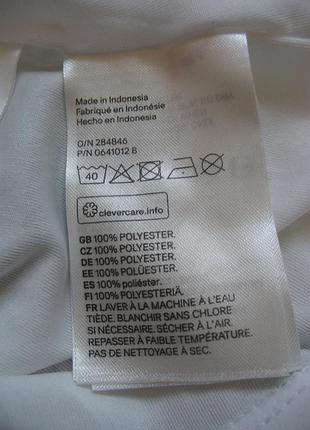 Made in Indonesia
Fabriqué en Indonésie
Hecho en Indonesia
O/N 284846
P/N 0641012 B
40
clevercare.info
GB 100% POLYESTER.
CZ 100% POLYESTER.
DE 100% POLYESTER.
EE 100% POLÜESTER.
ES 100% poliéster.
FI 100% POLYESTERIÄ.
FR LAVER À LA MACHINE À L'EAU
TIÈDE. BLANCHIR SANS CHLORE
SI NÉCESSAIRE. SÉCHER À L'AIR.
REPASSER À FAIBLE TEMPÉRATURE.
PAS DE NETTOYAGE À SEC.